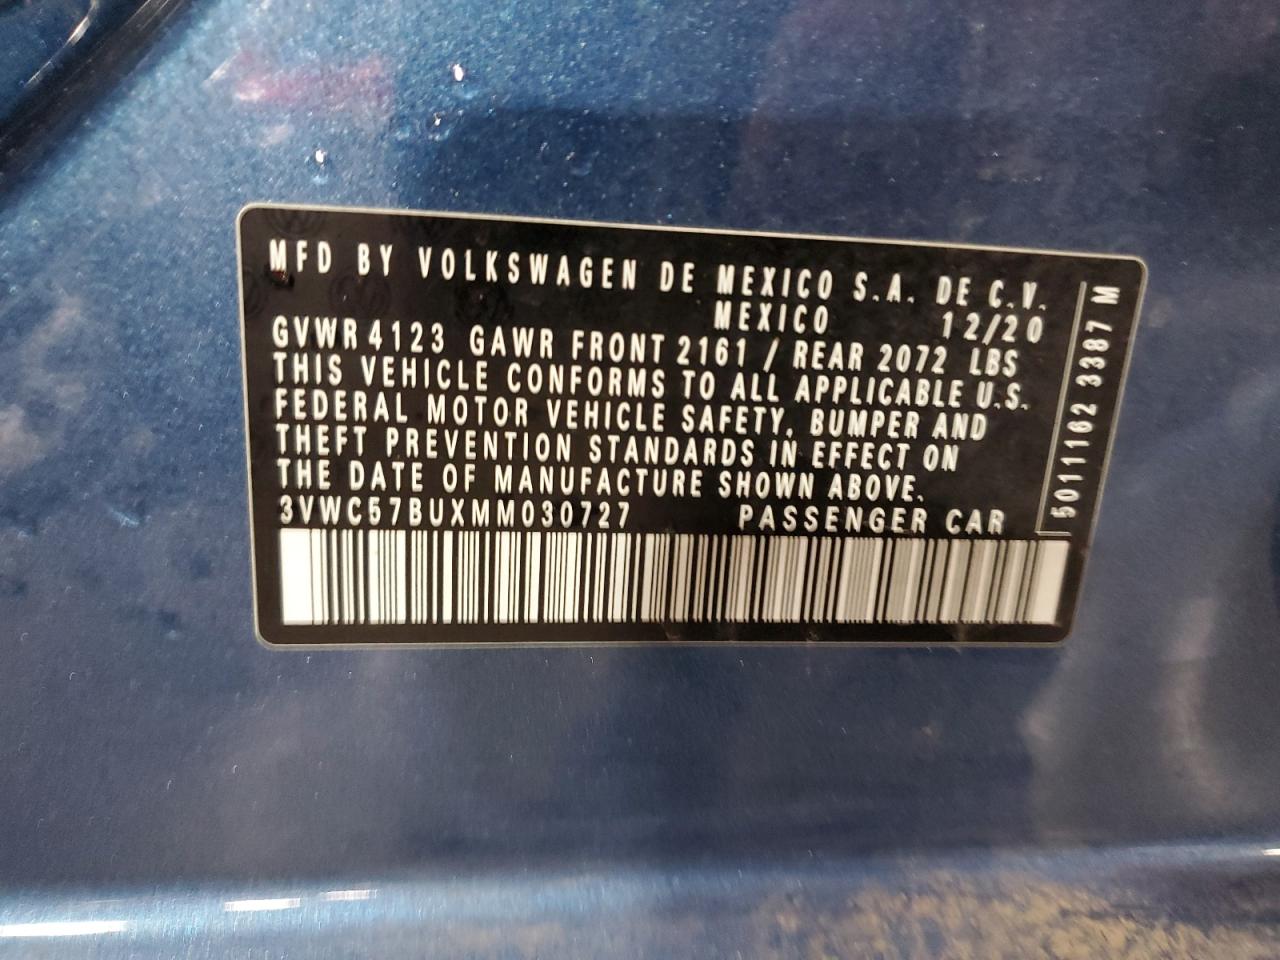 MFD BY VOLKSWAGEN DE MEXICO S.A. DE C.V.
MEXICO 12/20
GVWR 4123 GAWR FRONT 2161 / REAR 2072 LBS
THIS VEHICLE CONFORMS TO ALL APPLICABLE U.S.
FEDERAL MOTOR VEHICLE SAFETY, BUMPER AND
THEFT PREVENTION STANDARDS IN EFFECT ON
THE DATE OF MANUFACTURE SHOWN ABOVE.
3VWC57BUXMM030727 PASSENGER CAR
5011162 3387 M